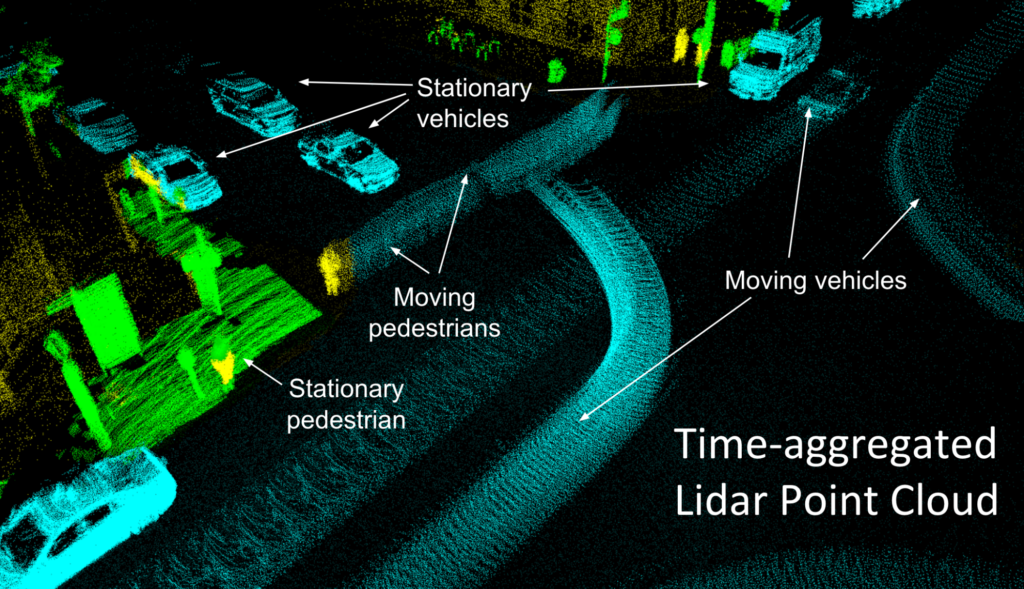 Stationary
vehicles
Moving vehicles
Moving
pedestrians
Stationary
pedestrian
Time-aggregated
Lidar Point Cloud